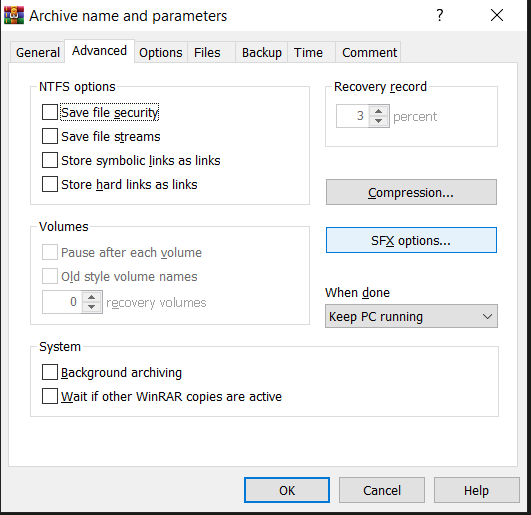 Archive name and parameters
?
General Advanced Options Files Backup Time Comment
NTFS options
Save file security
Save file streams
Store symbolic links as links
Store hard links as links
Recovery record
3 percent
Compression...
SFX options...
Volumes
Pause after each volume
Old style volume names
0 recovery volumes
When done
Keep PC running
System
Background archiving
Wait if other WinRAR copies are active
OK Cancel Help